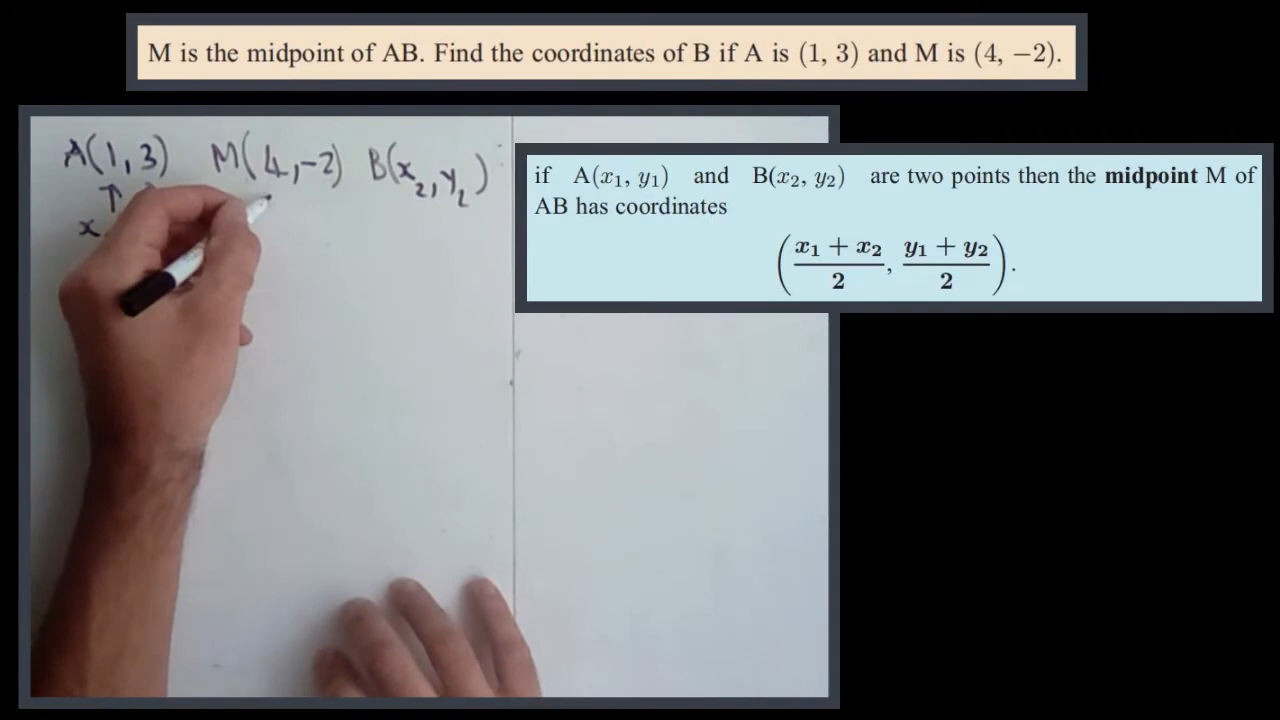 M is the midpoint of AB. Find the coordinates of B if A is (1, 3) and M is (4, −2).
A(1,3) M(4,-2) B(x₂,y₂)
↑
x
if A(x₁, y₁) and B(x₂, y₂) are two points then the midpoint M of
AB has coordinates
((x₁ + x₂)/2, (y₁ + y₂)/2).